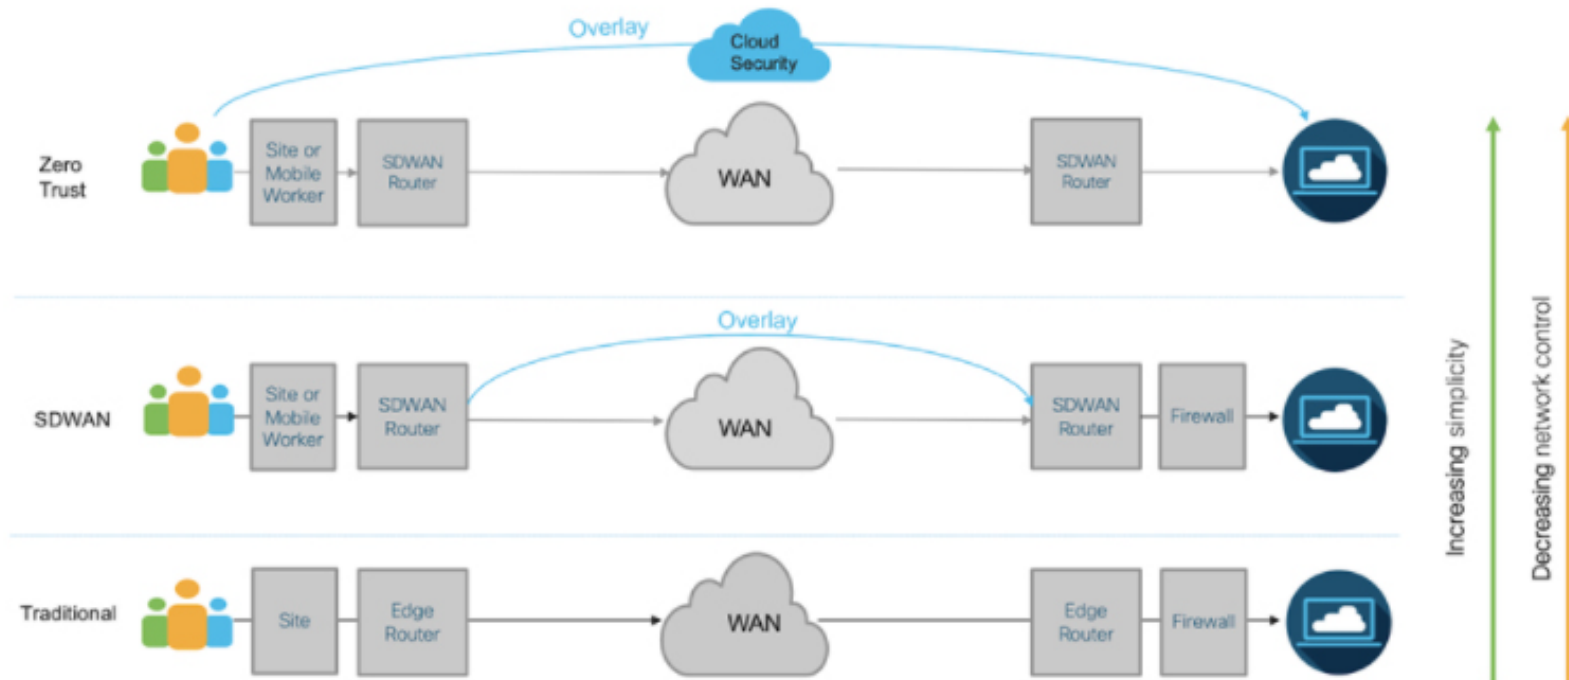 Overlay
Cloud
Security
Zero
Trust
Site or
Mobile
Worker
SDWAN
Router
WAN
SDWAN
Router
Overlay
SDWAN
Site or
Mobile
Worker
SDWAN
Router
WAN
SDWAN
Router
Firewall
Traditional
Site
Edge
Router
WAN
Edge
Router
Firewall
Increasing simplicity
Decreasing network control